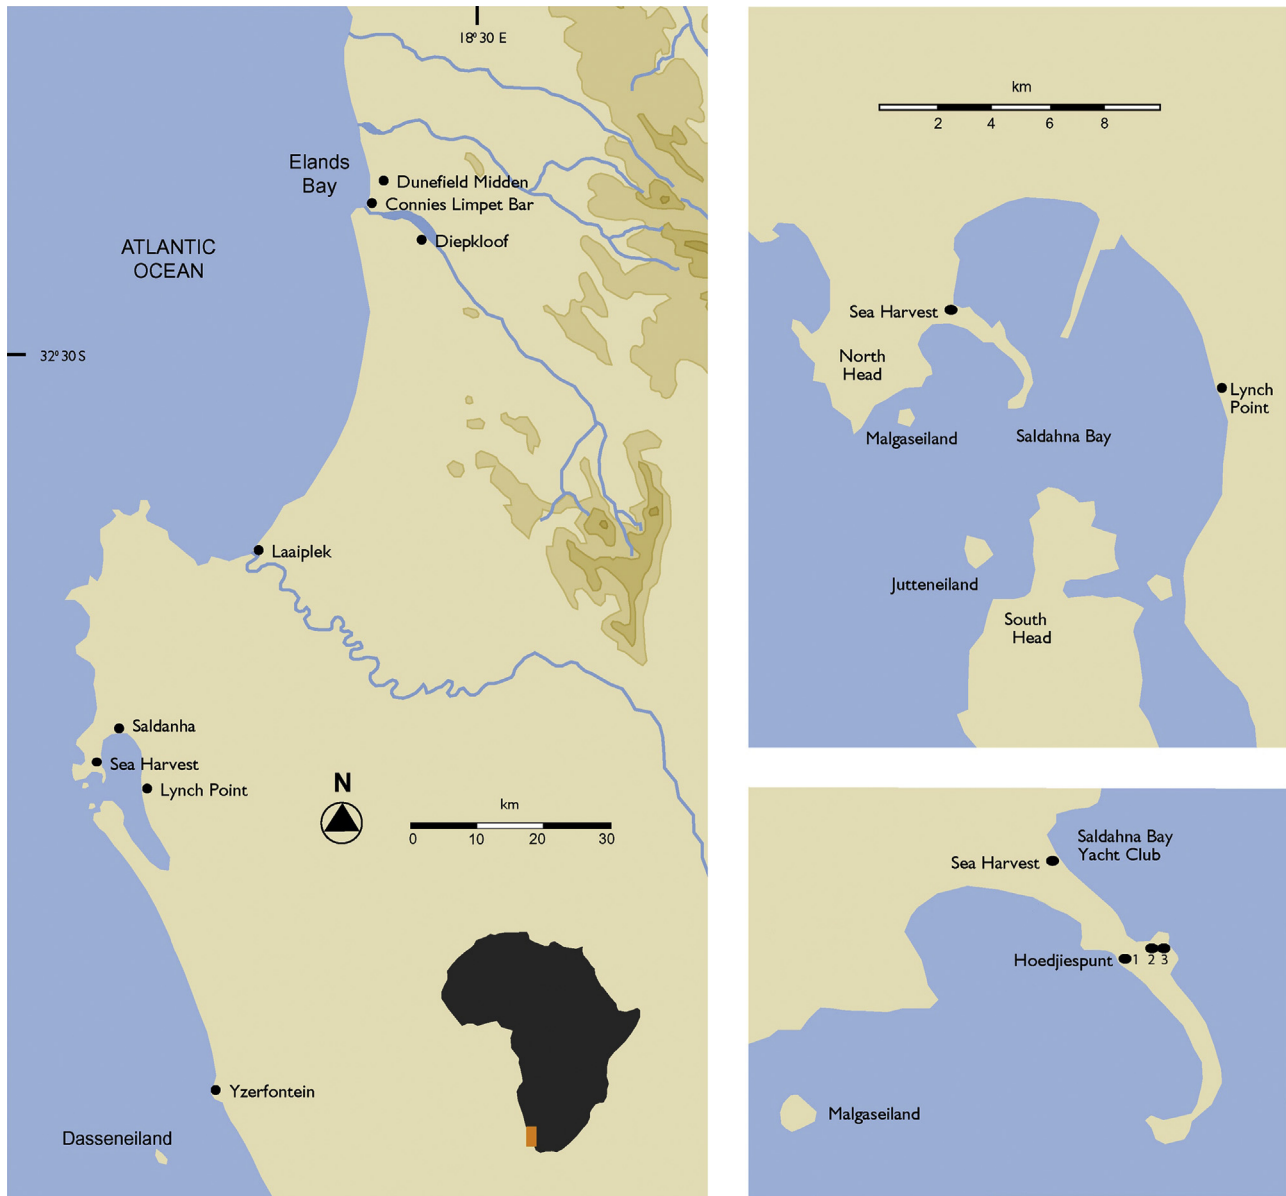 18° 30 E
Elands
Bay
Dunefield Midden
Connies Limpet Bar
Diepkloof
ATLANTIC
OCEAN
32° 30 S
Laaiplek
Saldanha
Sea Harvest
Lynch Point
N
km
0 10 20 30
Yzerfontein
Dasseneiland
km
2 4 6 8
Sea Harvest
North
Head
Lynch
Point
Malgaseiland
Saldahna Bay
Jutteneiland
South
Head
Saldahna Bay
Yacht Club
Sea Harvest
Hoedjiespunt 1 2 3
Malgaseiland